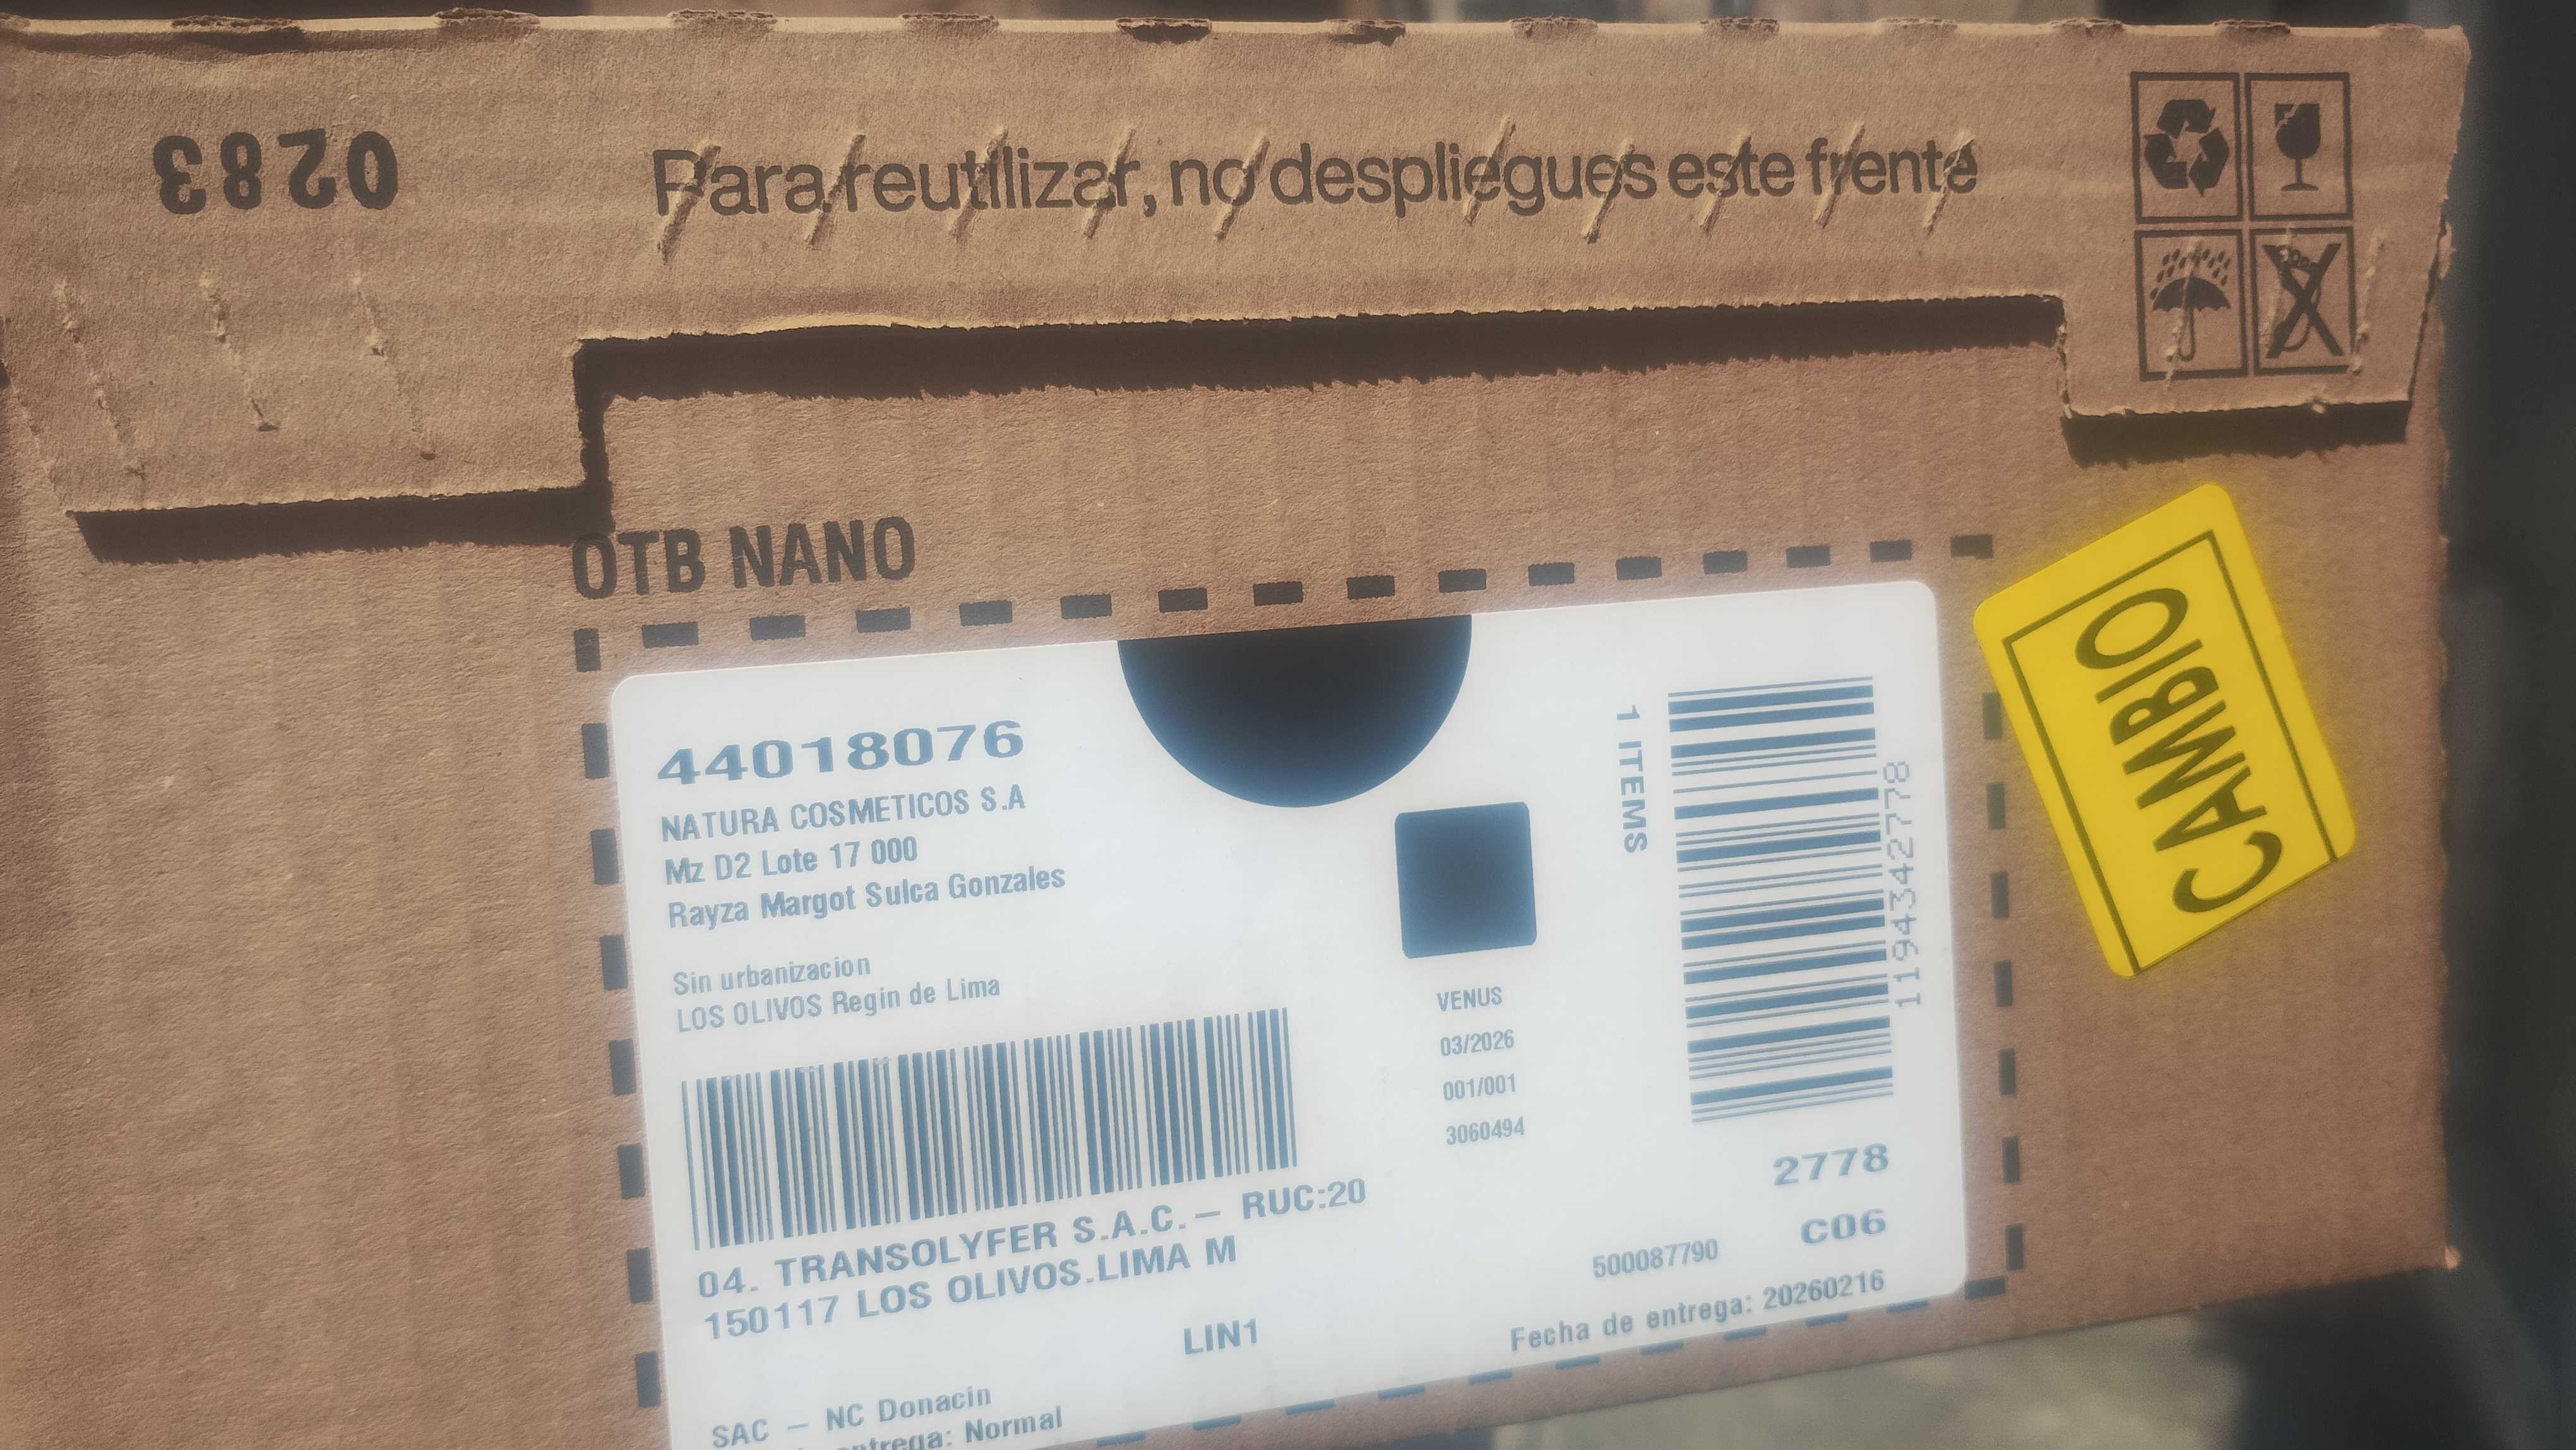 0283
Para reutilizar, no despliegues este frente
OTB NANO
CAMBIO
44018076
NATURA COSMETICOS S.A
Mz D2 Lote 17 000
Rayza Margot Sulca Gonzales
Sin urbanizacion
LOS OLIVOS Regin de Lima
1 ITEMS
1194342778
VENUS
03/2026
001/001
3060494
04. TRANSOLYFER S.A.C.– RUC:20
150117 LOS OLIVOS.LIMA M
LIN1
2778
C06
500087790
Fecha de entrega: 20260216
SAC – NC Donacin
entrega: Normal